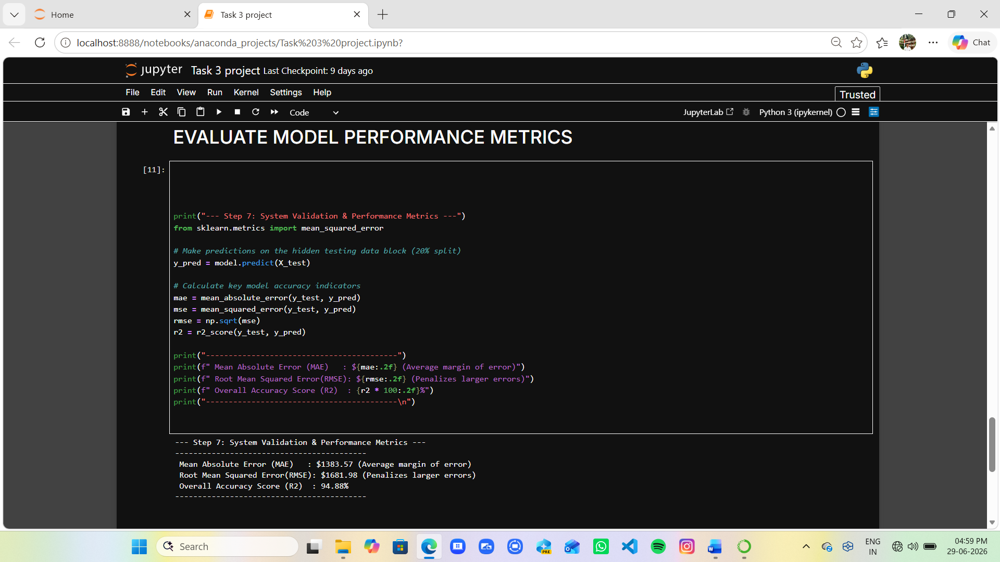 Home
Task 3 project
localhost:8888/notebooks/anaconda_projects/Task%203%20project.ipynb?
Chat
jupyter Task 3 project Last Checkpoint: 9 days ago
File Edit View Run Kernel Settings Help
Trusted
Code
JupyterLab
Python 3 (ipykernel)
EVALUATE MODEL PERFORMANCE METRICS
[11]:
print("--- Step 7: System Validation & Performance Metrics ---")
from sklearn.metrics import mean_squared_error
# Make predictions on the hidden testing data block (20% split)
y_pred = model.predict(X_test)
# Calculate key model accuracy indicators
mae = mean_absolute_error(y_test, y_pred)
mse = mean_squared_error(y_test, y_pred)
rmse = np.sqrt(mse)
r2 = r2_score(y_test, y_pred)
print("------------------------------------------")
print(f" Mean Absolute Error (MAE)   : ${mae:.2f} (Average margin of error)")
print(f" Root Mean Squared Error(RMSE): ${rmse:.2f} (Penalizes larger errors)")
print(f" Overall Accuracy Score (R2)  : {r2 * 100:.2f}%")
print("------------------------------------------\n")
--- Step 7: System Validation & Performance Metrics ---
------------------------------------------
Mean Absolute Error (MAE)   : $1383.57 (Average margin of error)
Root Mean Squared Error(RMSE): $1681.98 (Penalizes larger errors)
Overall Accuracy Score (R2)  : 94.88%
------------------------------------------
Search
PRE
ENG
IN
04:59 PM
29-06-2026